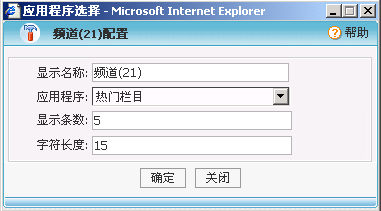 应用程序选择 - Microsoft Internet Explorer
频道(21)配置
帮助
显示名称: 频道(21)
应用程序: 热门栏目
显示条数: 5
字符长度: 15
确定 关闭